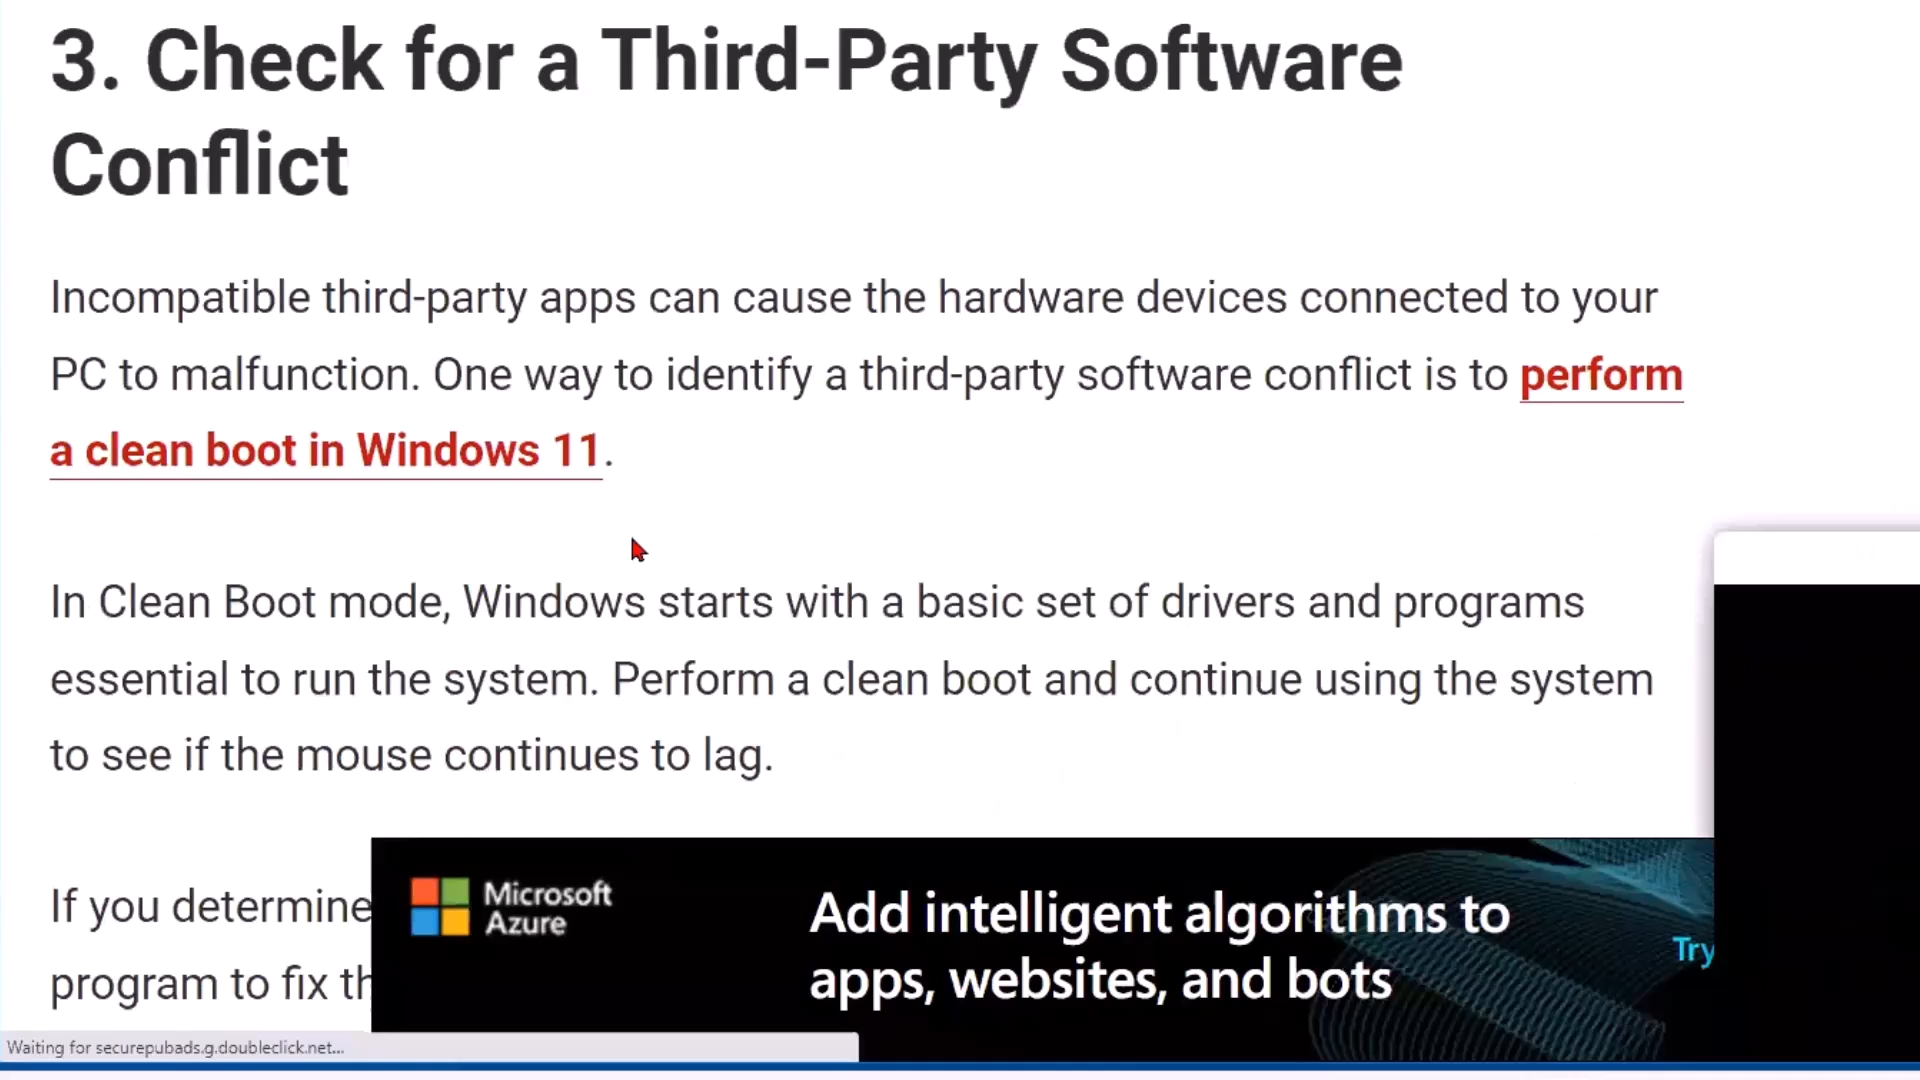 3. Check for a Third-Party Software
Conflict
Incompatible third-party apps can cause the hardware devices connected to your
PC to malfunction. One way to identify a third-party software conflict is to perform
a clean boot in Windows 11.
In Clean Boot mode, Windows starts with a basic set of drivers and programs
essential to run the system. Perform a clean boot and continue using the system
to see if the mouse continues to lag.
If you determine
program to fix th
Microsoft
Azure
Add intelligent algorithms to
apps, websites, and bots
Try
Waiting for securepubads.g.doubleclick.net...